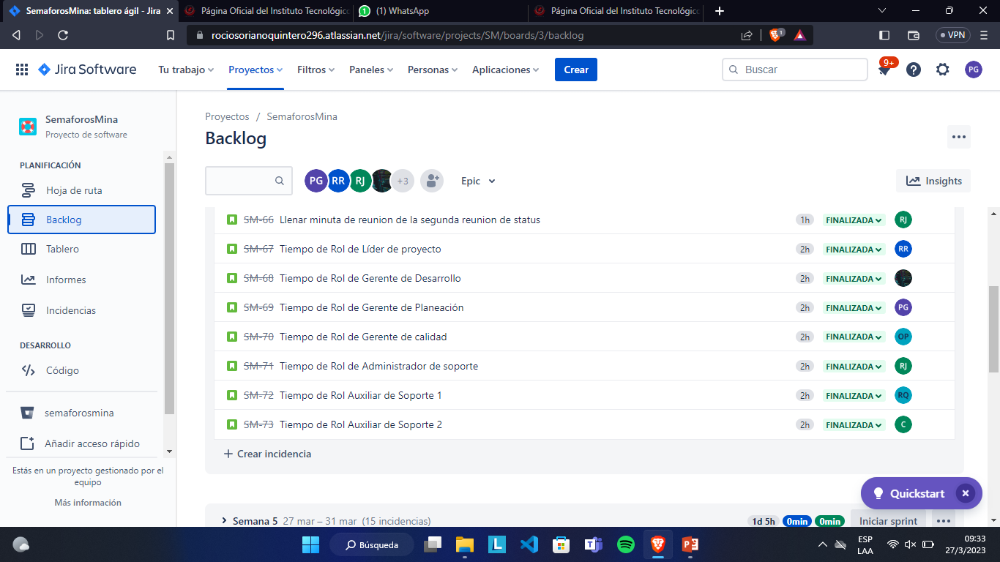 SemaforosMina: tablero ágil - Jira
Página Oficial del Instituto Tecnológico
(1) WhatsApp
Página Oficial del Instituto Tecnológico
rociosorianoquintero296.atlassian.net/jira/software/projects/SM/boards/3/backlog
1
VPN
Jira Software
Tu trabajo
Proyectos
Filtros
Paneles
Personas
Aplicaciones
Crear
Buscar
9+
PG
SemaforosMina
Proyecto de software
PLANIFICACIÓN
Hoja de ruta
Backlog
Tablero
Informes
Incidencias
DESARROLLO
Código
semaforosmina
Añadir acceso rápido
Estás en un proyecto gestionado por el
equipo
Más información
Proyectos / SemaforosMina
Backlog
PG RR RJ +3
Epic
Insights
SM-66 Llenar minuta de reunion de la segunda reunion de status 1h FINALIZADA RJ
SM-67 Tiempo de Rol de Líder de proyecto 2h FINALIZADA RR
SM-68 Tiempo de Rol de Gerente de Desarrollo 2h FINALIZADA
SM-69 Tiempo de Rol de Gerente de Planeación 2h FINALIZADA PG
SM-70 Tiempo de Rol de Gerente de calidad 2h FINALIZADA OP
SM-71 Tiempo de Rol de Administrador de soporte 2h FINALIZADA RJ
SM-72 Tiempo de Rol Auxiliar de Soporte 1 2h FINALIZADA RQ
SM-73 Tiempo de Rol Auxiliar de Soporte 2 2h FINALIZADA C
+ Crear incidencia
Quickstart
Semana 5 27 mar – 31 mar (15 incidencias) 1d 5h 0min 0min Iniciar sprint
Búsqueda
ESP
LAA
09:33
27/3/2023